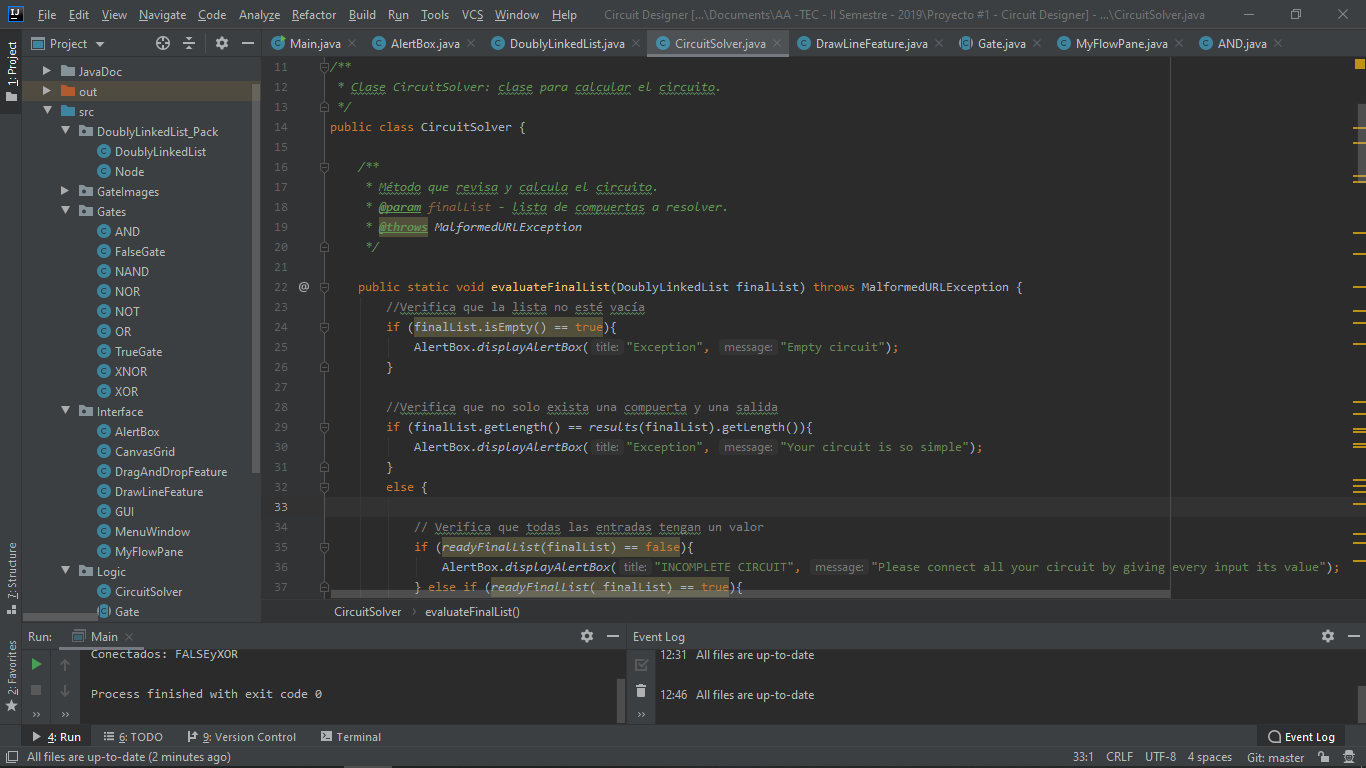 File Edit View Navigate Code Analyze Refactor Build Run Tools VCS Window Help Circuit Designer [...\Documents\AA -TEC - II Semestre - 2019\Proyecto #1 - Circuit Designer] - ...\CircuitSolver.java
Project
Main.java AlertBox.java DoublyLinkedList.java CircuitSolver.java DrawLineFeature.java Gate.java MyFlowPane.java AND.java
1: Project
7: Structure
2: Favorites
JavaDoc
out
src
DoublyLinkedList_Pack
DoublyLinkedList
Node
GateImages
Gates
AND
FalseGate
NAND
NOR
NOT
OR
TrueGate
XNOR
XOR
Interface
AlertBox
CanvasGrid
DragAndDropFeature
DrawLineFeature
GUI
MenuWindow
MyFlowPane
Logic
CircuitSolver
Gate
11 /**
12 * Clase CircuitSolver: clase para calcular el circuito.
13 */
14 public class CircuitSolver {
15
16 /**
17 * Método que revisa y calcula el circuito.
18 * @param finalList - lista de compuertas a resolver.
19 * @throws MalformedURLException
20 */
21
22 @ public static void evaluateFinalList(DoublyLinkedList finalList) throws MalformedURLException {
23 //Verifica que la lista no esté vacía
24 if (finalList.isEmpty() == true){
25 AlertBox.displayAlertBox( title: "Exception", message: "Empty circuit");
26 }
27
28 //Verifica que no solo exista una compuerta y una salida
29 if (finalList.getLength() == results(finalList).getLength()){
30 AlertBox.displayAlertBox( title: "Exception", message: "Your circuit is so simple");
31 }
32 else {
33
34 // Verifica que todas las entradas tengan un valor
35 if (readyFinalList(finalList) == false){
36 AlertBox.displayAlertBox( title: "INCOMPLETE CIRCUIT", message: "Please connect all your circuit by giving every input its value");
37 } else if (readyFinalList( finalList) == true){
CircuitSolver › evaluateFinalList()
Run: Main
Conectados: FALSEyXOR
Process finished with exit code 0
Event Log
12:31 All files are up-to-date
12:46 All files are up-to-date
4: Run 6: TODO 9: Version Control Terminal Event Log
All files are up-to-date (2 minutes ago) 33:1 CRLF UTF-8 4 spaces Git: master